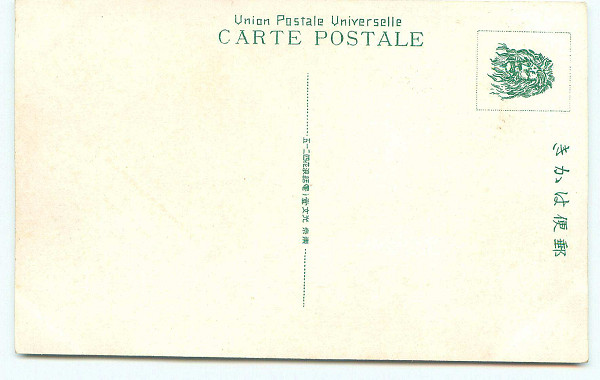 Union Postale Universelle
CARTE POSTALE
郵便はかき